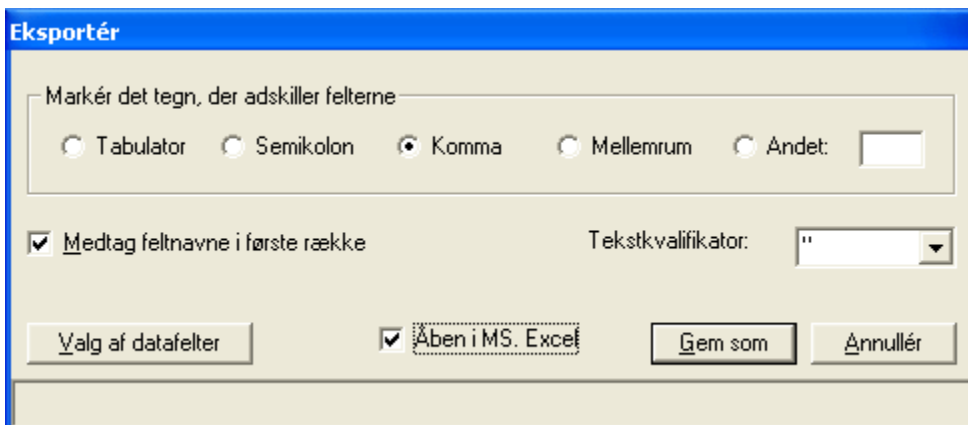 Eksportér
Markér det tegn, der adskiller felterne
Tabulator Semikolon Komma Mellemrum Andet:
Medtag feltnavne i første række Tekstkvalifikator: "
Valg af datafelter Åben i MS. Excel Gem som Annullér